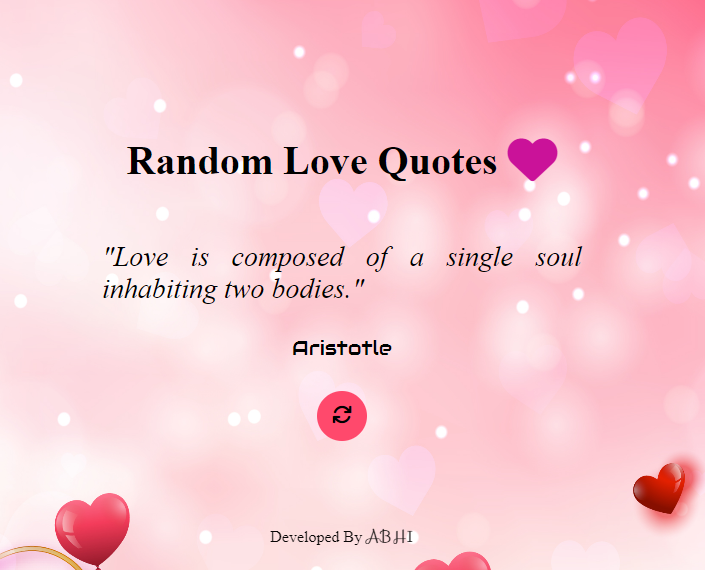 Random Love Quotes
"Love is composed of a single soul
inhabiting two bodies."
Aristotle
Developed By ABHI